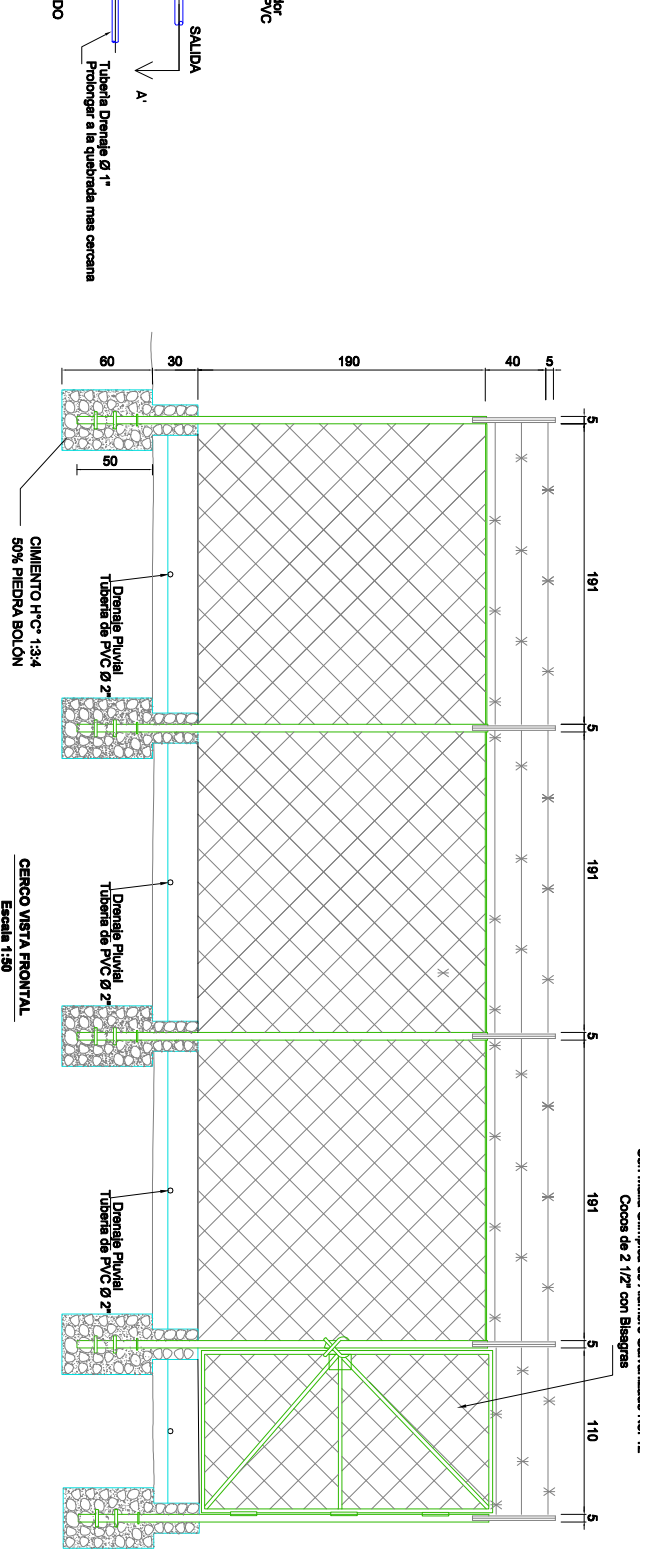 SALIDA
A'
Tubería Drenaje Ø 1"
Prolongar a la quebrada mas cercana
PVC
60
30
190
40
5
50
5
191
5
191
5
191
5
110
5
Cocos de 2 1/2" con Bisagras
Drenaje Pluvial
Tubería de PVC Ø 2"
Drenaje Pluvial
Tubería de PVC Ø 2"
Drenaje Pluvial
Tubería de PVC Ø 2"
CIMIENTO HºCº 1:3:4
50% PIEDRA BOLÓN
CERCO VISTA FRONTAL
Escala 1:50